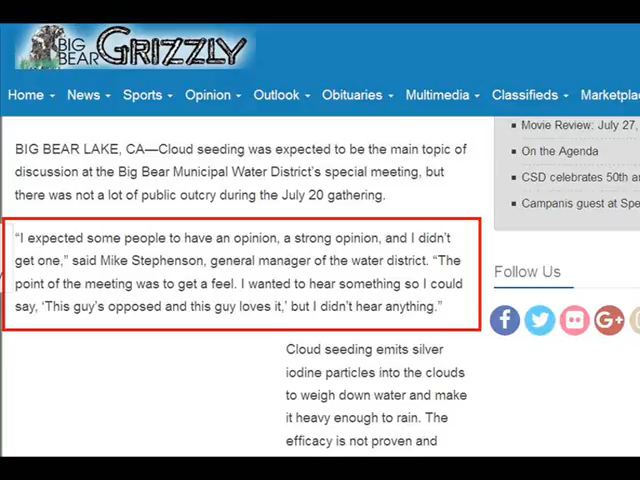 BIG BEAR GRIZZLY
Home News Sports Opinion Outlook Obituaries Multimedia Classifieds
BIG BEAR LAKE, CA—Cloud seeding was expected to be the main topic of
discussion at the Big Bear Municipal Water District's special meeting, but
there was not a lot of public outcry during the July 20 gathering.
“I expected some people to have an opinion, a strong opinion, and I didn't
get one,” said Mike Stephenson, general manager of the water district. “The
point of the meeting was to get a feel. I wanted to hear something so I could
say, ‘This guy's opposed and this guy loves it,’ but I didn't hear anything.”
Cloud seeding emits silver
iodine particles into the clouds
to weigh down water and make
it heavy enough to rain. The
efficacy is not proven and
Movie Review: July 27,
On the Agenda
CSD celebrates 50th
Campanis guest at
Follow Us